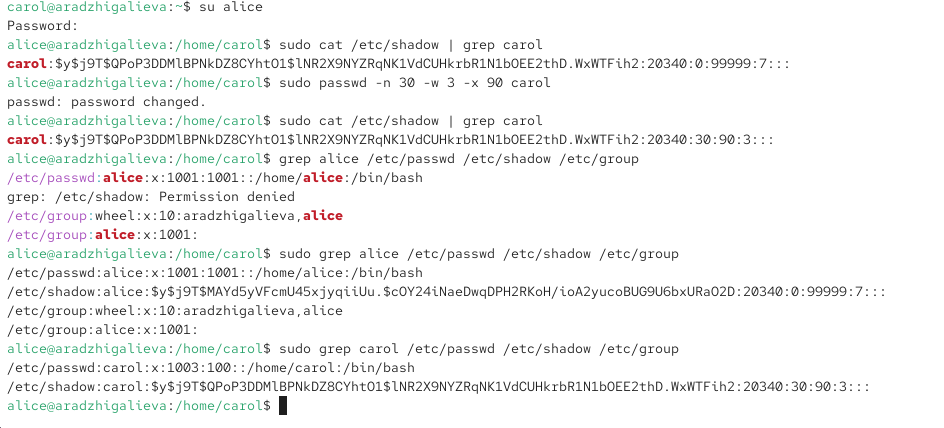 carol@aradzhigalieva:~$ su alice
Password:
alice@aradzhigalieva:/home/carol$ sudo cat /etc/shadow | grep carol
carol:$y$j9T$QPoP3DDMlBPNkDZ8CYhtO1$lNR2X9NYZRqNK1VdCUHkrbR1N1bOEE2thD.WxWTFih2:20340:0:99999:7:::
alice@aradzhigalieva:/home/carol$ sudo passwd -n 30 -w 3 -x 90 carol
passwd: password changed.
alice@aradzhigalieva:/home/carol$ sudo cat /etc/shadow | grep carol
carol:$y$j9T$QPoP3DDMlBPNkDZ8CYhtO1$lNR2X9NYZRqNK1VdCUHkrbR1N1bOEE2thD.WxWTFih2:20340:30:90:3:::
alice@aradzhigalieva:/home/carol$ grep alice /etc/passwd /etc/shadow /etc/group
/etc/passwd:alice:x:1001:1001::/home/alice:/bin/bash
grep: /etc/shadow: Permission denied
/etc/group:wheel:x:10:aradzhigalieva,alice
/etc/group:alice:x:1001:
alice@aradzhigalieva:/home/carol$ sudo grep alice /etc/passwd /etc/shadow /etc/group
/etc/passwd:alice:x:1001:1001::/home/alice:/bin/bash
/etc/shadow:alice:$y$j9T$MAYd5yVFcmU45xjyqiiUu.$cOY24iNaeDwqDPH2RKoH/ioA2yucoBUG9U6bxURaO2D:20340:0:99999:7:::
/etc/group:wheel:x:10:aradzhigalieva,alice
/etc/group:alice:x:1001:
alice@aradzhigalieva:/home/carol$ sudo grep carol /etc/passwd /etc/shadow /etc/group
/etc/passwd:carol:x:1003:100::/home/carol:/bin/bash
/etc/shadow:carol:$y$j9T$QPoP3DDMlBPNkDZ8CYhtO1$lNR2X9NYZRqNK1VdCUHkrbR1N1bOEE2thD.WxWTFih2:20340:30:90:3:::
alice@aradzhigalieva:/home/carol$